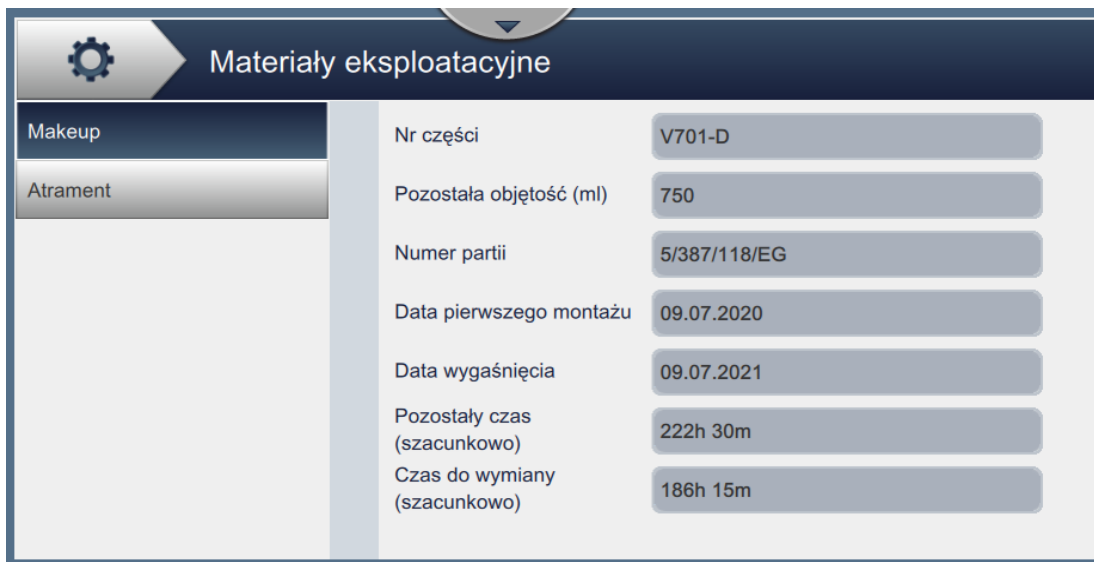 Materiały eksploatacyjne
Makeup
Atrament
Nr części
V701-D
Pozostała objętość (ml)
750
Numer partii
5/387/118/EG
Data pierwszego montażu
09.07.2020
Data wygaśnięcia
09.07.2021
Pozostały czas
(szacunkowo)
222h 30m
Czas do wymiany
(szacunkowo)
186h 15m